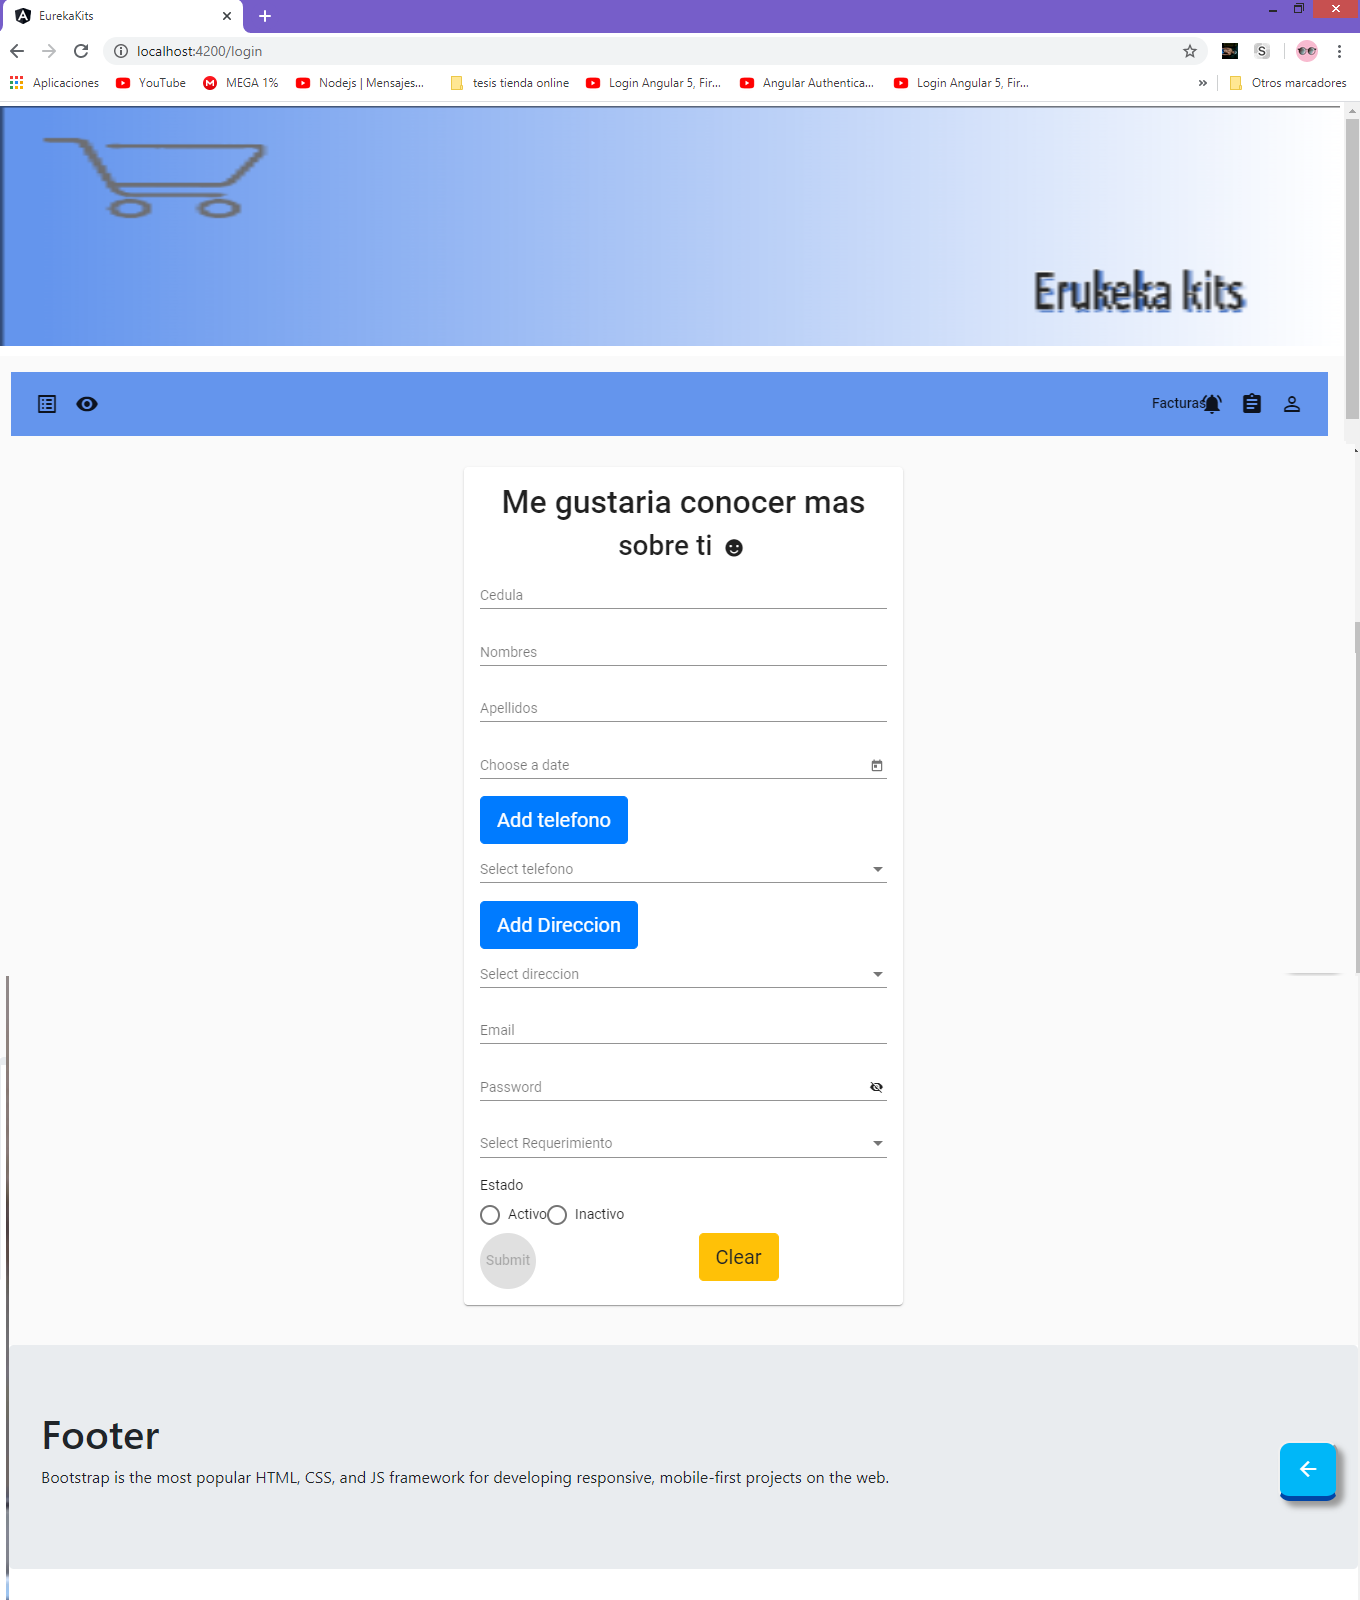 EurekaKits
localhost:4200/login
S
Aplicaciones YouTube M MEGA 1% Nodejs | Mensajes... tesis tienda online Login Angular 5, Fir... Angular Authentica... Login Angular 5, Fir... » Otros marcadores
Erukeka kits
Facturas
Me gustaria conocer mas
sobre ti
Cedula
Nombres
Apellidos
Choose a date
Add telefono
Select telefono
Add Direccion
Select direccion
Email
Password
Select Requerimiento
Estado
Activo Inactivo
Submit Clear
Footer
Bootstrap is the most popular HTML, CSS, and JS framework for developing responsive, mobile-first projects on the web.